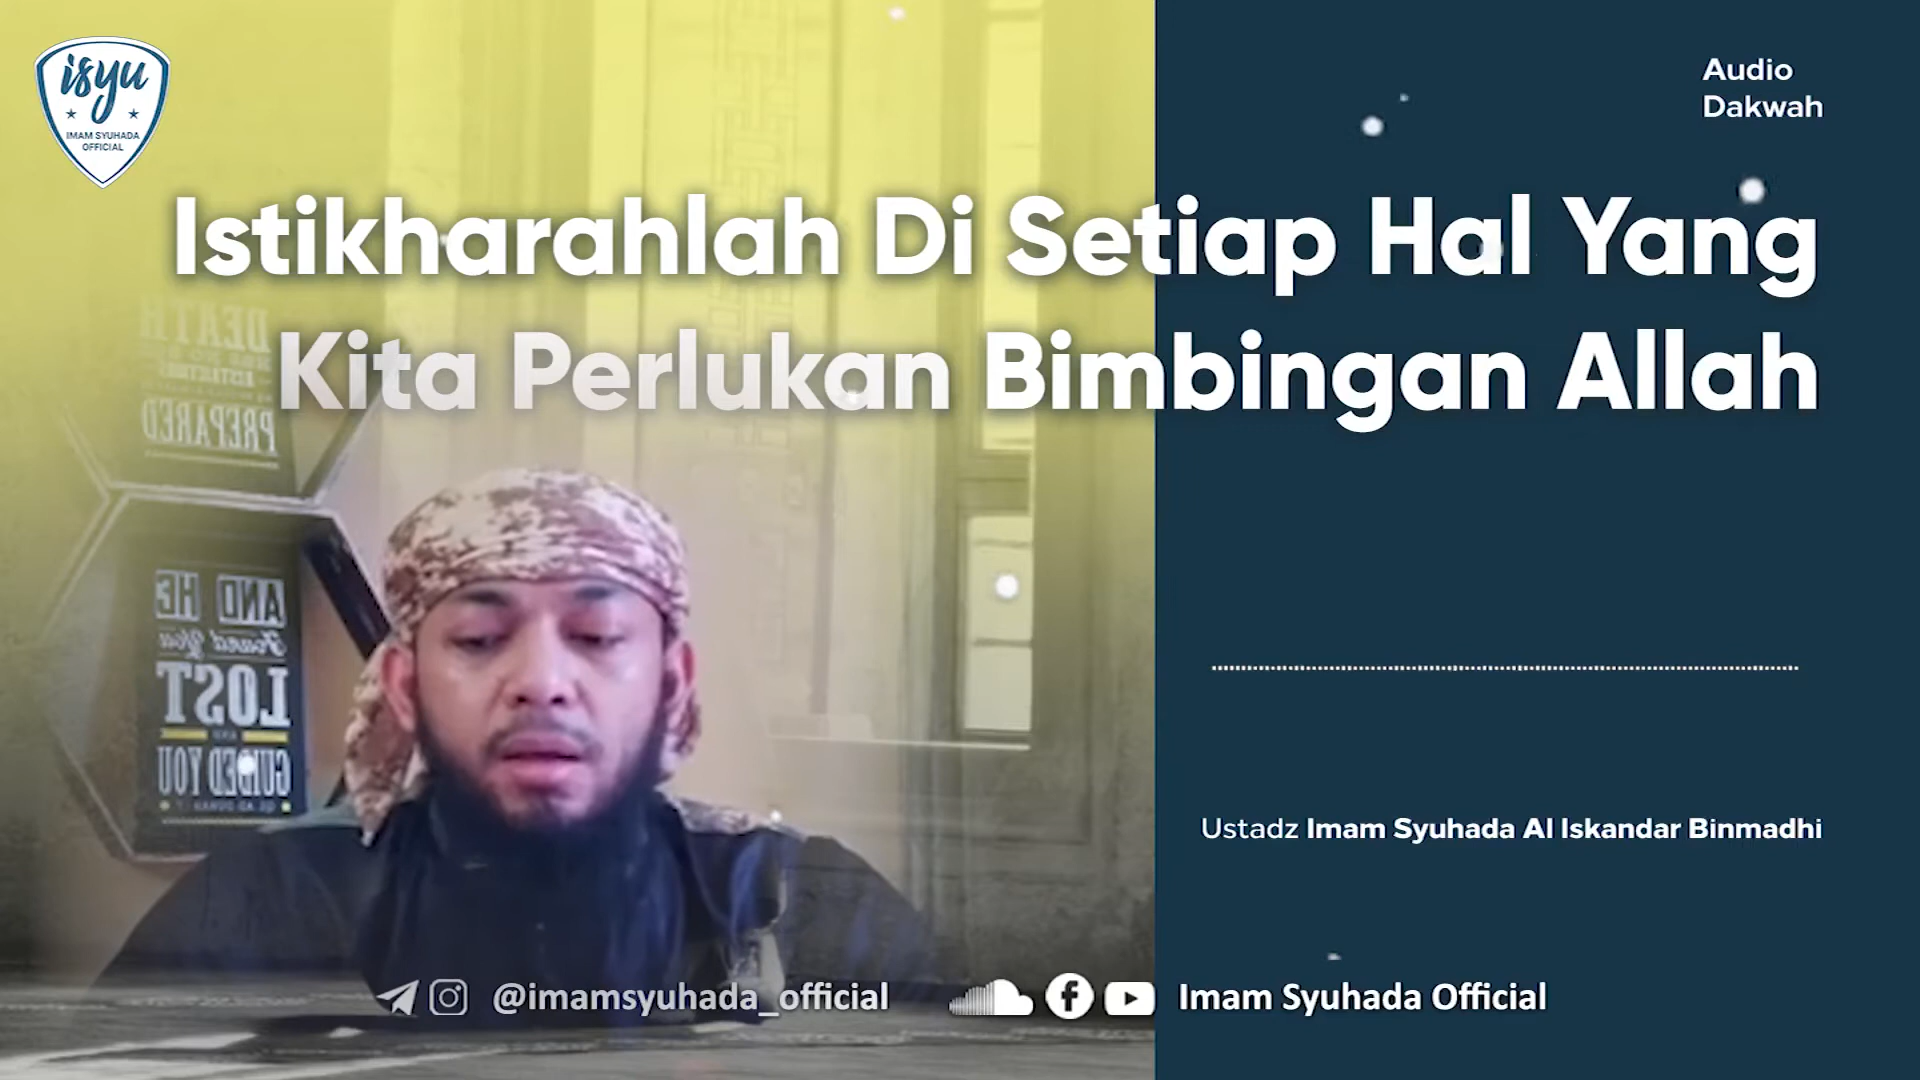 isyu
IMAM SYUHADA
OFFICIAL
Audio
Dakwah
Istikharahlah Di Setiap Hal Yang
Kita Perlukan Bimbingan Allah
DEATH
PREPARED
AND HE
Found You
LOST
AND
GUIDED YOU
Ustadz Imam Syuhada Al Iskandar Binmadhi
@imamsyuhada_official
Imam Syuhada Official